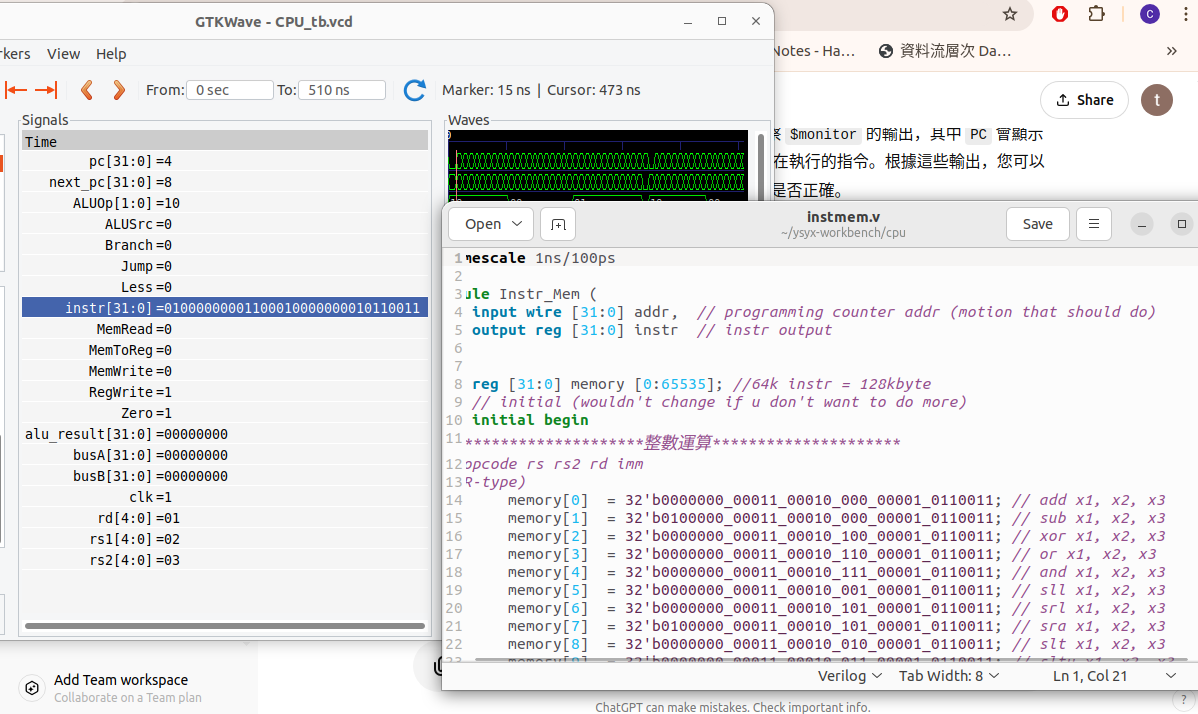 GTKWave - CPU_tb.vcd
kers View Help
From: 0 sec To: 510 ns Marker: 15 ns | Cursor: 473 ns
Signals
Time
pc[31:0] =4
next_pc[31:0] =8
ALUOp[1:0] =10
ALUSrc =0
Branch =0
Jump =0
Less =0
instr[31:0] =01000000001100010000000010110011
MemRead =0
MemToReg =0
MemWrite =0
RegWrite =1
Zero =1
alu_result[31:0] =00000000
busA[31:0] =00000000
busB[31:0] =00000000
clk =1
rd[4:0] =01
rs1[4:0] =02
rs2[4:0] =03
Waves
C
Notes - Ha...
資料流層次 Da...
»
Share
t
$monitor 的輸出，其中 PC 會顯示
在執行的指令。根據這些輸出，您可以
是否正確。
Open
instmem.v
~/ysyx-workbench/cpu
Save
1 mescale 1ns/100ps
2
3 ule Instr_Mem (
4 input wire [31:0] addr, // programming counter addr (motion that should do)
5 output reg [31:0] instr // instr output
6
7
8 reg [31:0] memory [0:65535]; //64k instr = 128kbyte
9 // initial (wouldn't change if u don't want to do more)
10 initial begin
11 ********************整數運算*********************
12 opcode rs rs2 rd imm
13 R-type)
14 memory[0] = 32'b0000000_00011_00010_000_00001_0110011; // add x1, x2, x3
15 memory[1] = 32'b0100000_00011_00010_000_00001_0110011; // sub x1, x2, x3
16 memory[2] = 32'b0000000_00011_00010_100_00001_0110011; // xor x1, x2, x3
17 memory[3] = 32'b0000000_00011_00010_110_00001_0110011; // or x1, x2, x3
18 memory[4] = 32'b0000000_00011_00010_111_00001_0110011; // and x1, x2, x3
19 memory[5] = 32'b0000000_00011_00010_001_00001_0110011; // sll x1, x2, x3
20 memory[6] = 32'b0000000_00011_00010_101_00001_0110011; // srl x1, x2, x3
21 memory[7] = 32'b0100000_00011_00010_101_00001_0110011; // sra x1, x2, x3
22 memory[8] = 32'b0000000_00011_00010_010_00001_0110011; // slt x1, x2, x3
Verilog Tab Width: 8 Ln 1, Col 21
Add Team workspace
Collaborate on a Team plan
ChatGPT can make mistakes. Check important info.
?